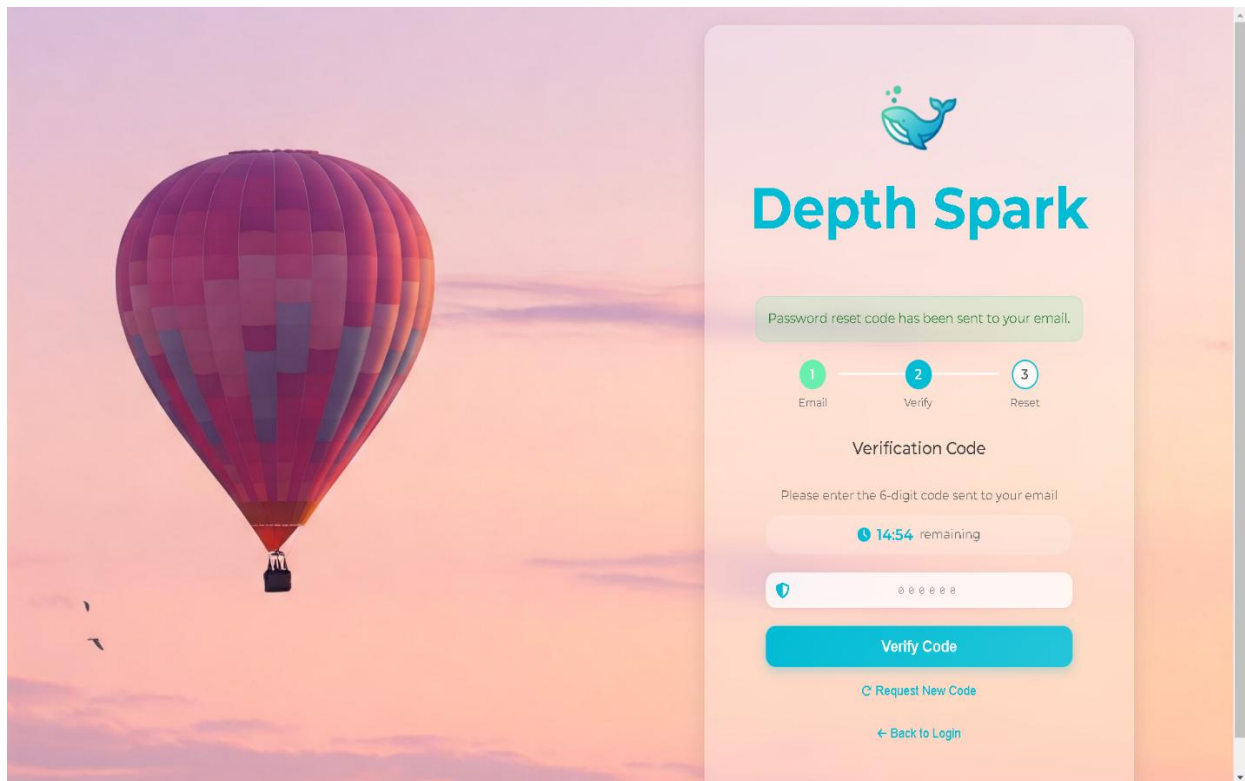 Depth Spark
Password reset code has been sent to your email.
1 2 3
Email Verify Reset
Verification Code
Please enter the 6-digit code sent to your email
14:54 remaining
000000
Verify Code
Request New Code
← Back to Login